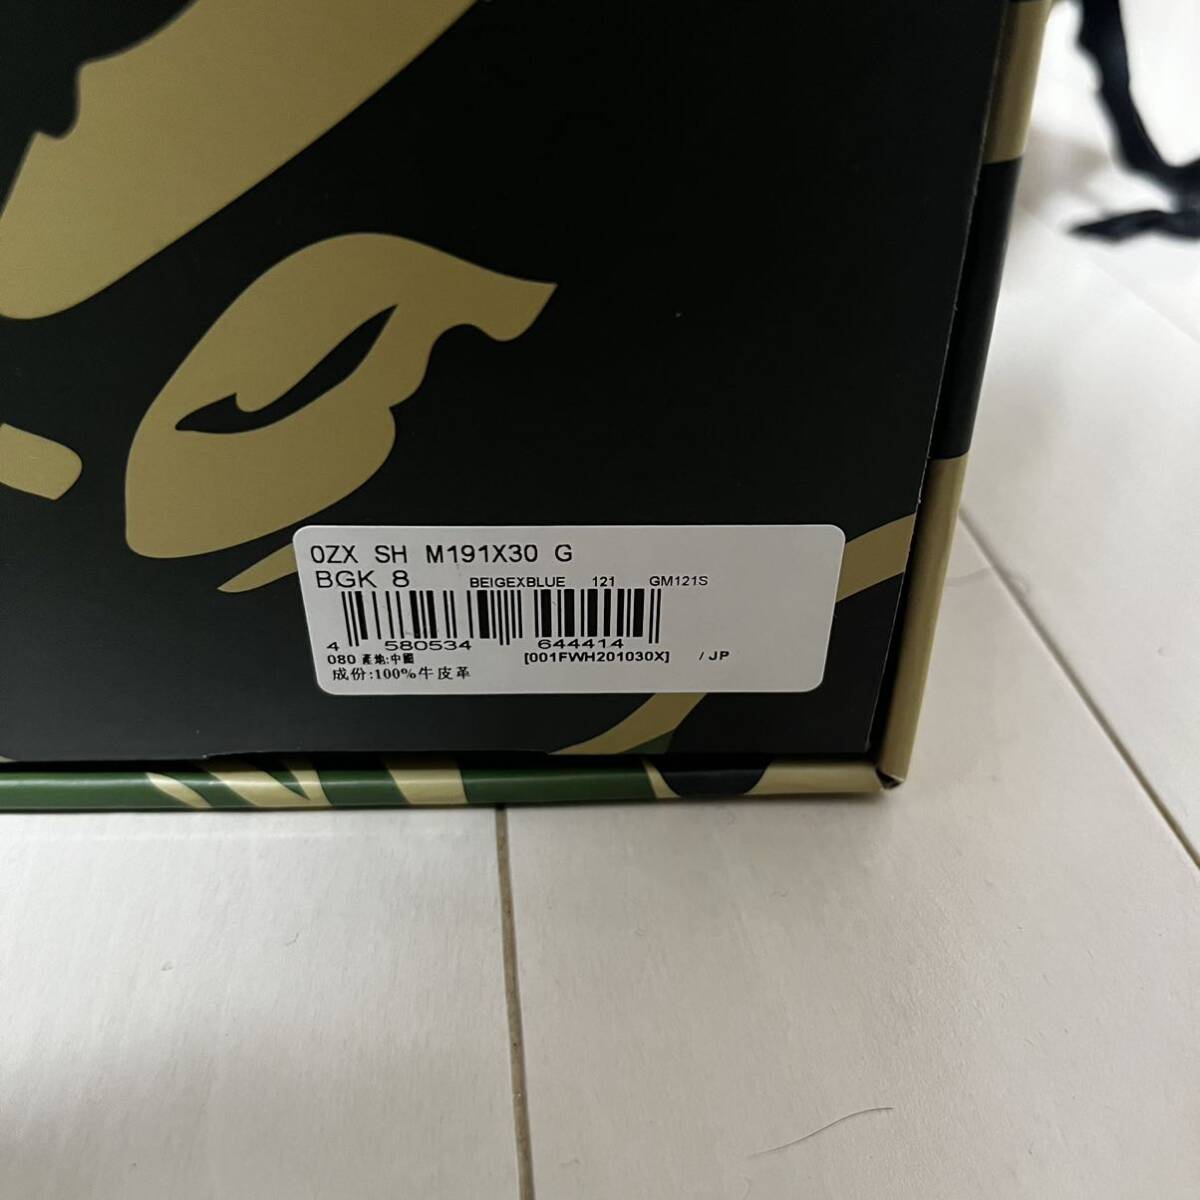 0ZX SH M191X30 G
BGK 8 BEIGEXBLUE 121 GM121S
4 580534 644414
080 產地:中國 [001FWH201030X] / JP
成份:100%牛皮革